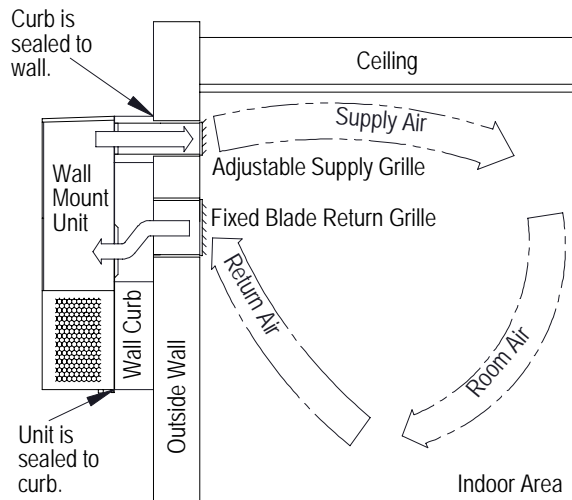 Curb is
sealed to
wall.
Ceiling
Supply Air
Adjustable Supply Grille
Wall
Mount
Unit
Fixed Blade Return Grille
Return Air
Room Air
Wall Curb
Outside Wall
Unit is
sealed to
curb.
Indoor Area